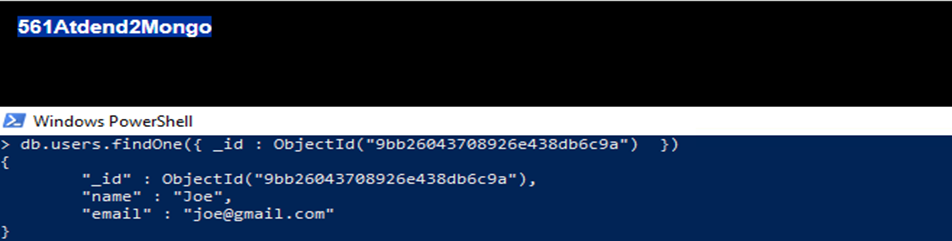 561Atdend2Mongo
Windows PowerShell
> db.users.findOne({ _id : ObjectId("9bb26043708926e438db6c9a")  })
{
        "_id" : ObjectId("9bb26043708926e438db6c9a"),
        "name" : "Joe",
        "email" : "joe@gmail.com"
}